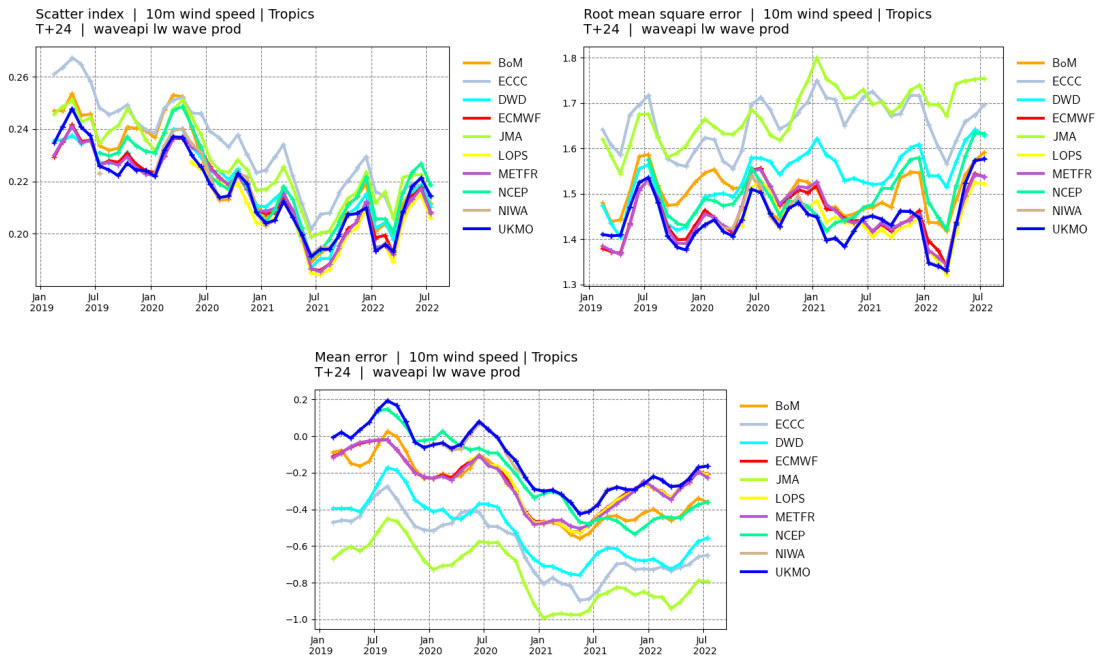 Scatter index | 10m wind speed | Tropics
T+24 | waveapi lw wave prod
0.26
0.24
0.22
0.20
Jan 2019
Jul 2019
Jan 2020
Jul 2020
Jan 2021
Jul 2021
Jan 2022
Jul 2022
BoM
ECCC
DWD
ECMWF
JMA
LOPS
METFR
NCEP
NIWA
UKMO
Root mean square error | 10m wind speed | Tropics
T+24 | waveapi lw wave prod
1.8
1.7
1.6
1.5
1.4
1.3
Jan 2019
Jul 2019
Jan 2020
Jul 2020
Jan 2021
Jul 2021
Jan 2022
Jul 2022
BoM
ECCC
DWD
ECMWF
JMA
LOPS
METFR
NCEP
NIWA
UKMO
Mean error | 10m wind speed | Tropics
T+24 | waveapi lw wave prod
0.2
0.0
−0.2
−0.4
−0.6
−0.8
−1.0
Jan 2019
Jul 2019
Jan 2020
Jul 2020
Jan 2021
Jul 2021
Jan 2022
Jul 2022
BoM
ECCC
DWD
ECMWF
JMA
LOPS
METFR
NCEP
NIWA
UKMO